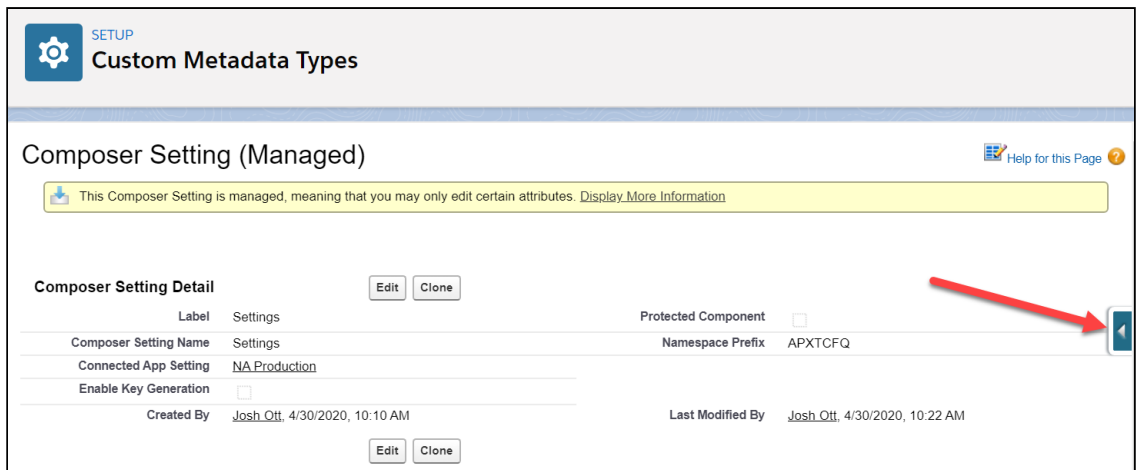 SETUP
Custom Metadata Types
Composer Setting (Managed)
Help for this Page
This Composer Setting is managed, meaning that you may only edit certain attributes. Display More Information
Composer Setting Detail Edit Clone
Label Settings Protected Component
Composer Setting Name Settings Namespace Prefix APXTCFQ
Connected App Setting NA Production
Enable Key Generation
Created By Josh Ott, 4/30/2020, 10:10 AM Last Modified By Josh Ott, 4/30/2020, 10:22 AM
Edit Clone